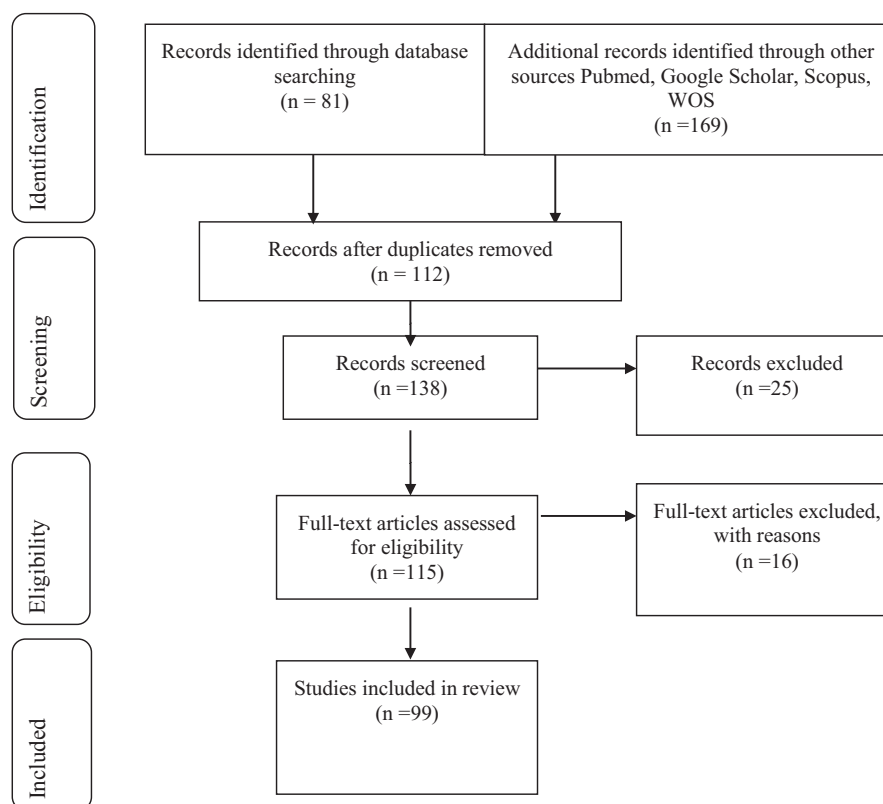 Identification
Records identified through database
searching
(n = 81)
Additional records identified through other
sources Pubmed, Google Scholar, Scopus,
WOS
(n =169)
Screening
Records after duplicates removed
(n = 112)
Records screened
(n =138)
Records excluded
(n =25)
Eligibility
Full-text articles assessed
for eligibility
(n =115)
Full-text articles excluded,
with reasons
(n =16)
Included
Studies included in review
(n =99)